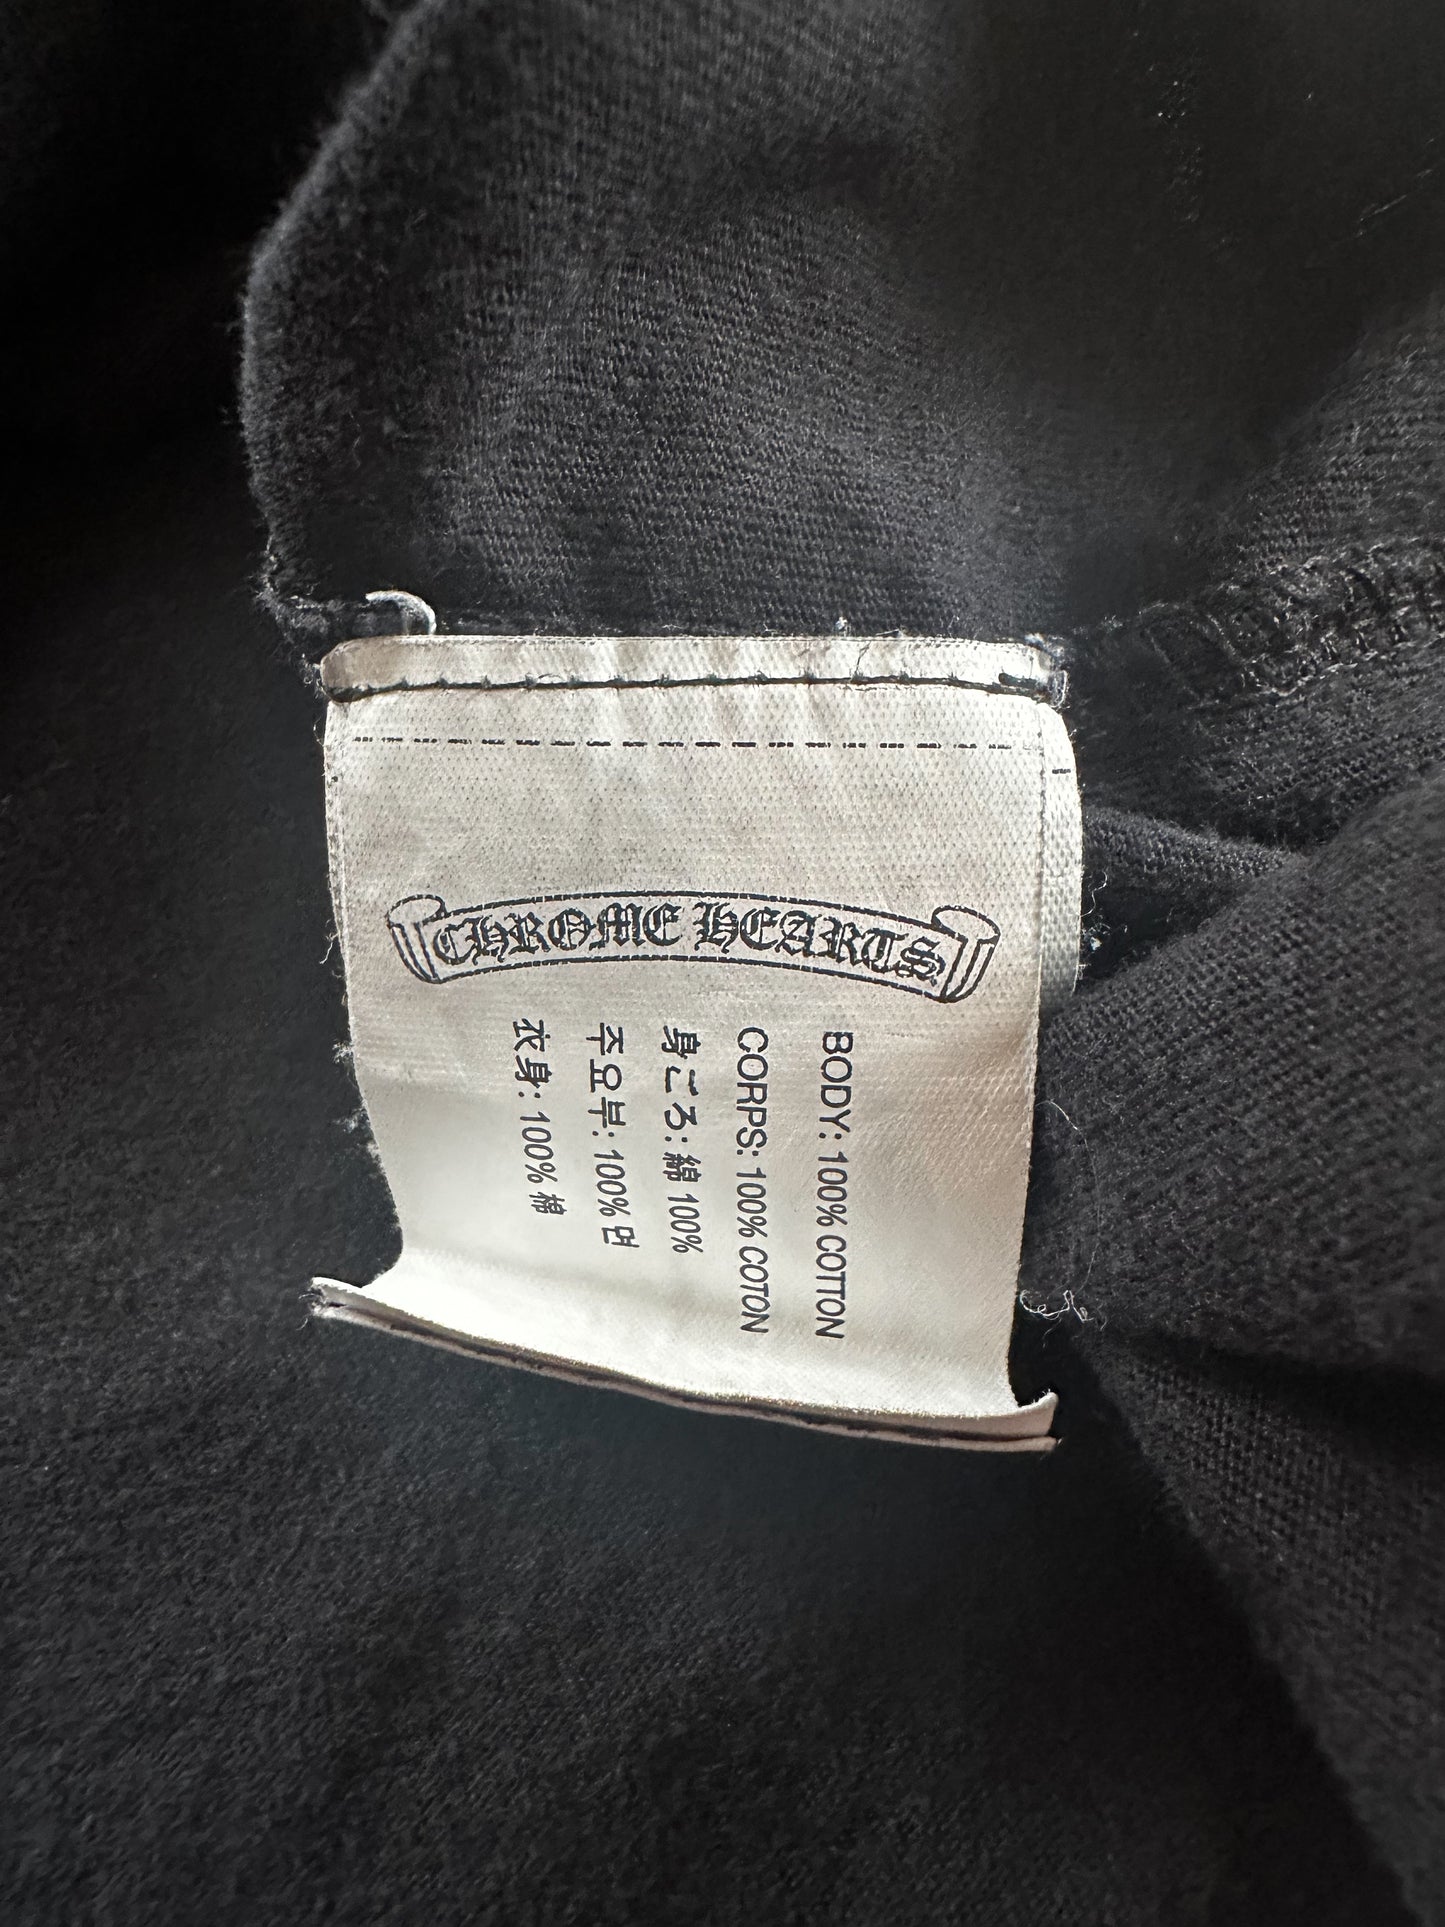 CHROME HEARTS
BODY: 100% COTTON
CORPS: 100% COTON
身ごろ: 綿 100%
주요부: 100% 면
衣身: 100% 棉